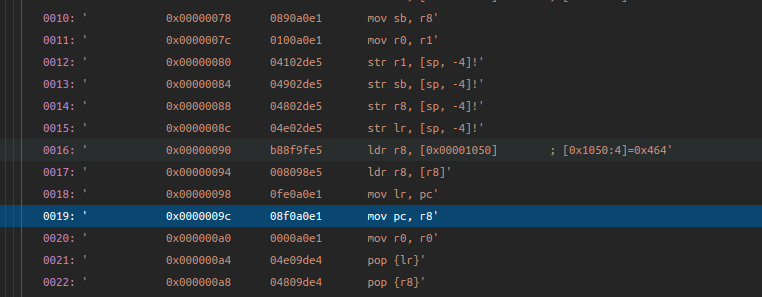 0010: '    0x00000078    0890a0e1    mov sb, r8'
0011: '    0x0000007c    0100a0e1    mov r0, r1'
0012: '    0x00000080    04102de5    str r1, [sp, -4]!'
0013: '    0x00000084    04902de5    str sb, [sp, -4]!'
0014: '    0x00000088    04802de5    str r8, [sp, -4]!'
0015: '    0x0000008c    04e02de5    str lr, [sp, -4]!'
0016: '    0x00000090    b88f9fe5    ldr r8, [0x00001050]    ; [0x1050:4]=0x464'
0017: '    0x00000094    008098e5    ldr r8, [r8]'
0018: '    0x00000098    0fe0a0e1    mov lr, pc'
0019: '    0x0000009c    08f0a0e1    mov pc, r8'
0020: '    0x000000a0    0000a0e1    mov r0, r0'
0021: '    0x000000a4    04e09de4    pop {lr}'
0022: '    0x000000a8    04809de4    pop {r8}'